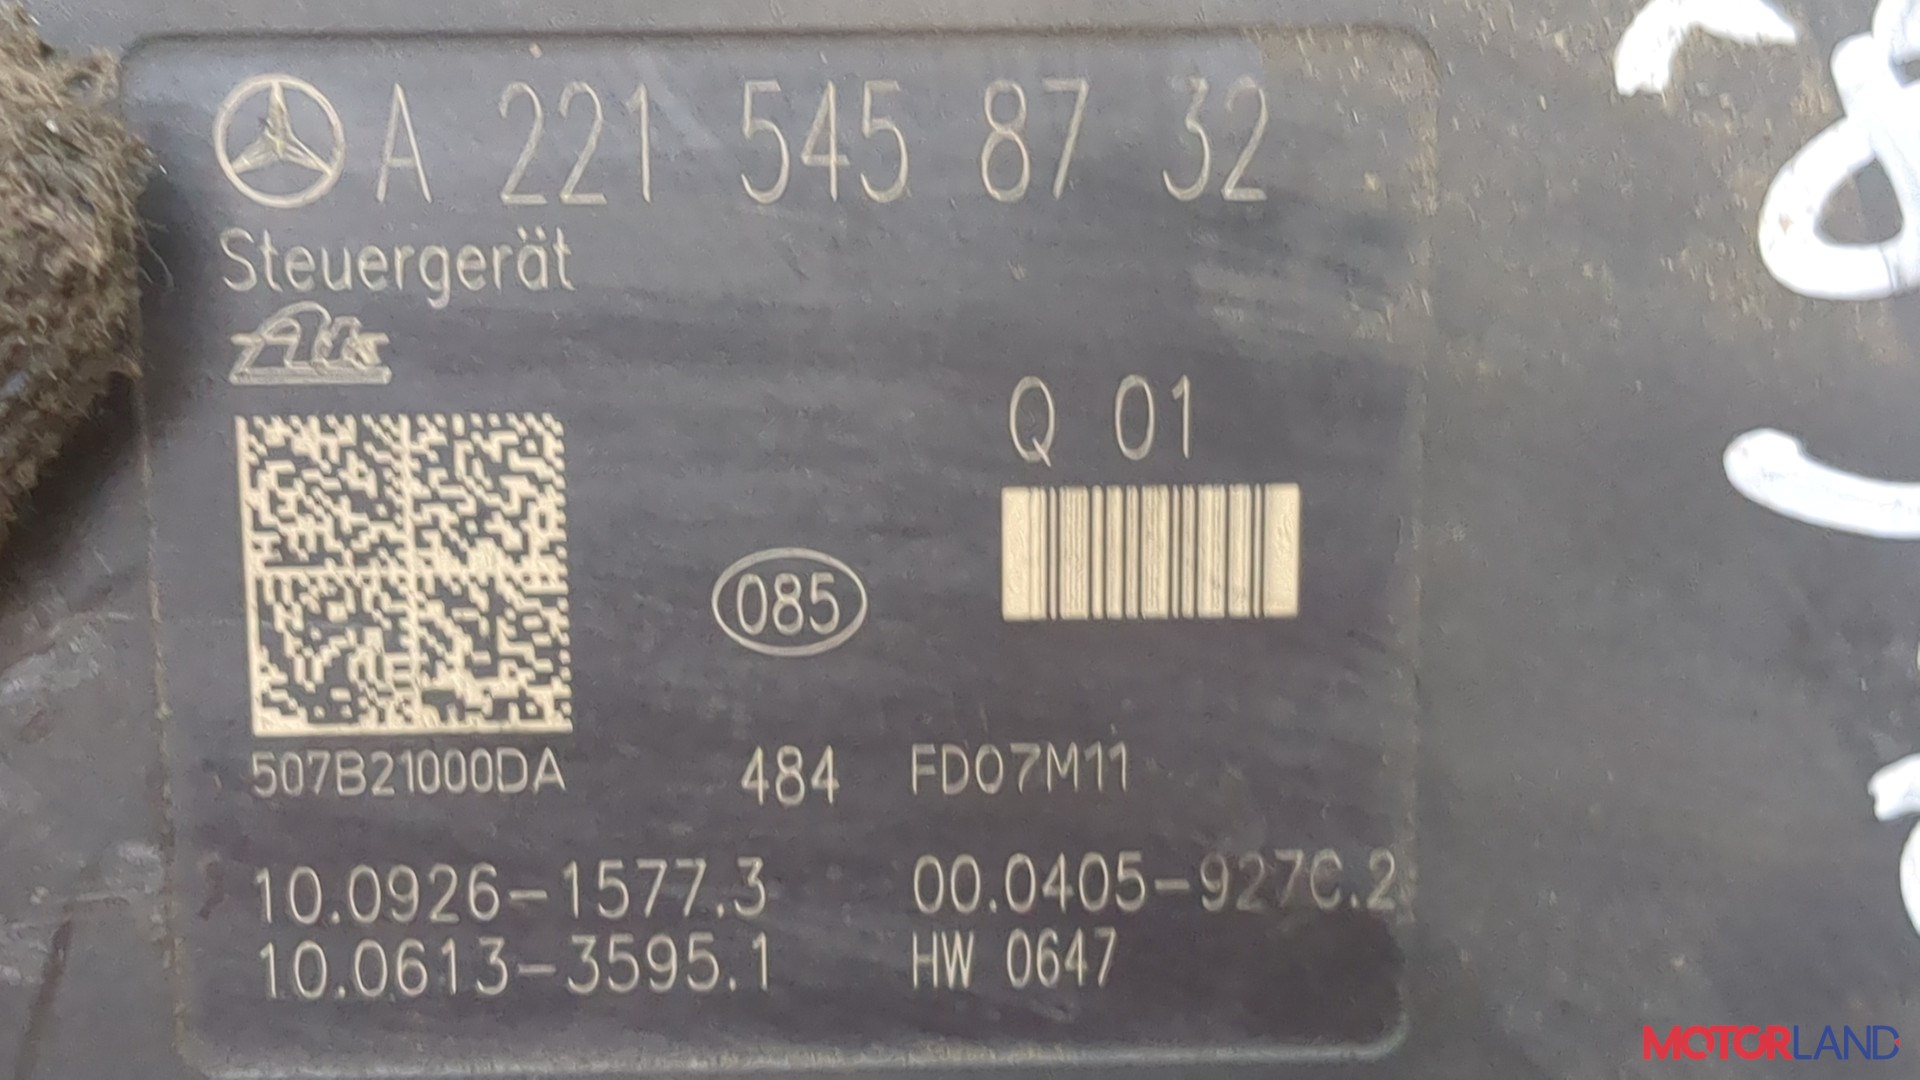 A 221 545 87 32
Steuergerät
Ate
Q 01
085
507B21000DA 484 FD07M11
10.0926-1577.3 00.0405-927C.2
10.0613-3595.1 HW 0647
MOTORLAND